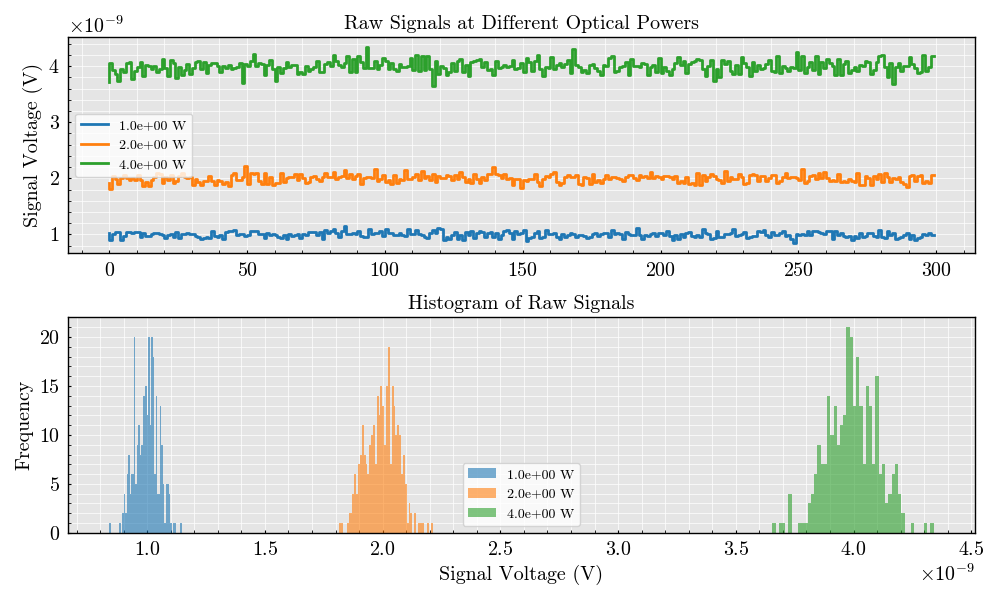 Raw Signals at Different Optical Powers
×10⁻⁹
Signal Voltage (V)
4
3
2
1
1.0e+00 W
2.0e+00 W
4.0e+00 W
0 50 100 150 200 250 300
Histogram of Raw Signals
Frequency
20
15
10
5
0
1.0e+00 W
2.0e+00 W
4.0e+00 W
1.0 1.5 2.0 2.5 3.0 3.5 4.0 4.5
Signal Voltage (V)
×10⁻⁹